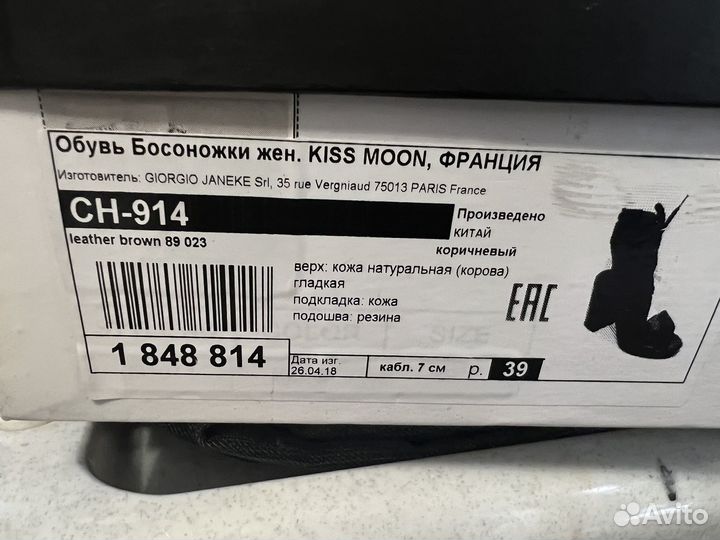 Обувь Босоножки жен. KISS MOON, ФРАНЦИЯ
Изготовитель: GIORGIO JANEKE Srl, 35 rue Vergniaud 75013 PARIS France
CH-914
Произведено
КИТАЙ
leather brown 89 023
коричневый
верх: кожа натуральная (корова)
гладкая
подкладка: кожа
подошва: резина
EAC
SIZE
1 848 814
Дата изг.
26.04.18
кабл. 7 см
р. 39
Avito